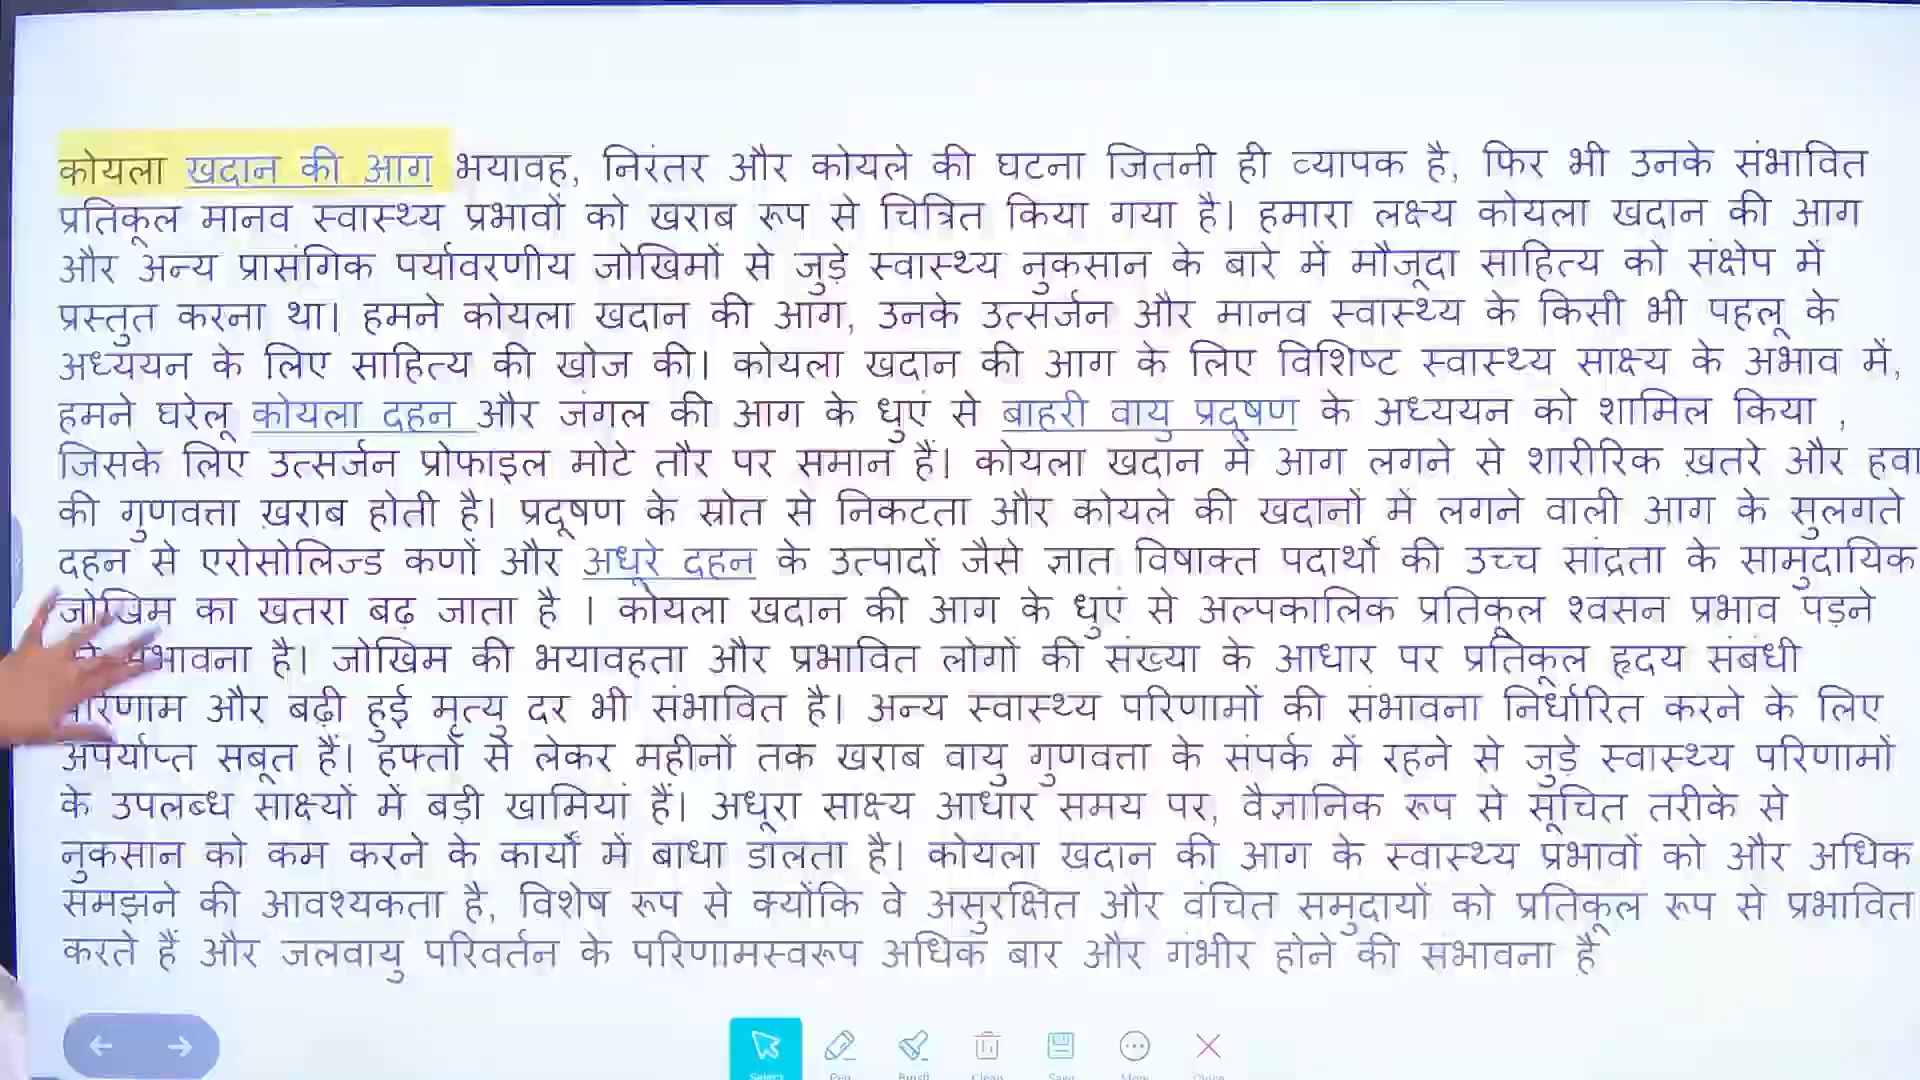 कोयला खदान की आग भयावह, निरंतर और कोयले की घटना जितनी ही व्यापक है, फिर भी उनके संभावित
प्रतिकूल मानव स्वास्थ्य प्रभावों को खराब रूप से चित्रित किया गया है। हमारा लक्ष्य कोयला खदान की आग
और अन्य प्रासंगिक पर्यावरणीय जोखिमों से जुड़े स्वास्थ्य नुकसान के बारे में मौजूदा साहित्य को संक्षेप में
प्रस्तुत करना था। हमने कोयला खदान की आग, उनके उत्सर्जन और मानव स्वास्थ्य के किसी भी पहलू के
अध्ययन के लिए साहित्य की खोज की। कोयला खदान की आग के लिए विशिष्ट स्वास्थ्य साक्ष्य के अभाव में,
हमने घरेलू कोयला दहन और जंगल की आग के धुएं से बाहरी वायु प्रदूषण के अध्ययन को शामिल किया ,
जिसके लिए उत्सर्जन प्रोफाइल मोटे तौर पर समान हैं। कोयला खदान में आग लगने से शारीरिक ख़तरे और हवा
की गुणवत्ता ख़राब होती है। प्रदूषण के स्रोत से निकटता और कोयले की खदानों में लगने वाली आग के सुलगते
दहन से एरोसोलिज्ड कणों और अधूरे दहन के उत्पादों जैसे ज्ञात विषाक्त पदार्थों की उच्च सांद्रता के सामुदायिक
जोखिम का खतरा बढ़ जाता है । कोयला खदान की आग के धुएं से अल्पकालिक प्रतिकूल श्वसन प्रभाव पड़ने
है। जोखिम की भयावहता और प्रभावित लोगों की संख्या के आधार पर प्रतिकूल हृदय संबंधी
और बढ़ी हुई मृत्यु दर भी संभावित है। अन्य स्वास्थ्य परिणामों की संभावना निर्धारित करने के लिए
अपर्याप्त सबूत हैं। हफ्तों से लेकर महीनों तक खराब वायु गुणवत्ता के संपर्क में रहने से जुड़े स्वास्थ्य परिणामों
के उपलब्ध साक्ष्यों में बड़ी खामियां हैं। अधूरा साक्ष्य आधार समय पर, वैज्ञानिक रूप से सूचित तरीके से
नुकसान को कम करने के कार्यों में बाधा डालता है। कोयला खदान की आग के स्वास्थ्य प्रभावों को और अधिक
समझने की आवश्यकता है, विशेष रूप से क्योंकि वे असुरक्षित और वंचित समुदायों को प्रतिकूल रूप से प्रभावित
करते हैं और जलवायु परिवर्तन के परिणामस्वरूप अधिक बार और गंभीर होने की संभावना है
Select